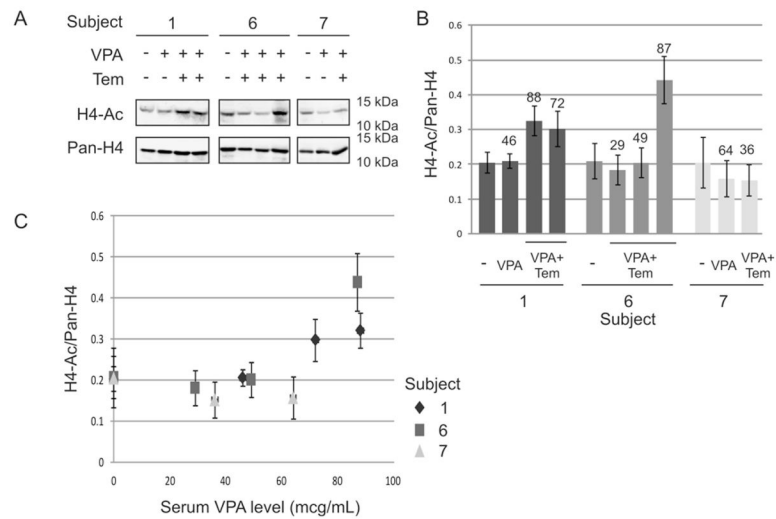 A
Subject 1 6 7
VPA - + + + - + + + - + +
Tem + + + + + +
H4-Ac
15 kDa
10 kDa
Pan-H4
15 kDa
10 kDa
B
H4-Ac/Pan-H4
0.6
0.5
0.4
0.3
0.2
0.1
0
46 88 72 29 49 87 64 36
- VPA VPA+ Tem - VPA+ Tem - VPA VPA+ Tem
1 6 7
Subject
C
H4-Ac/Pan-H4
0.6
0.5
0.4
0.3
0.2
0.1
0
0 20 40 60 80 100
Serum VPA level (mcg/mL)
Subject
1
6
7